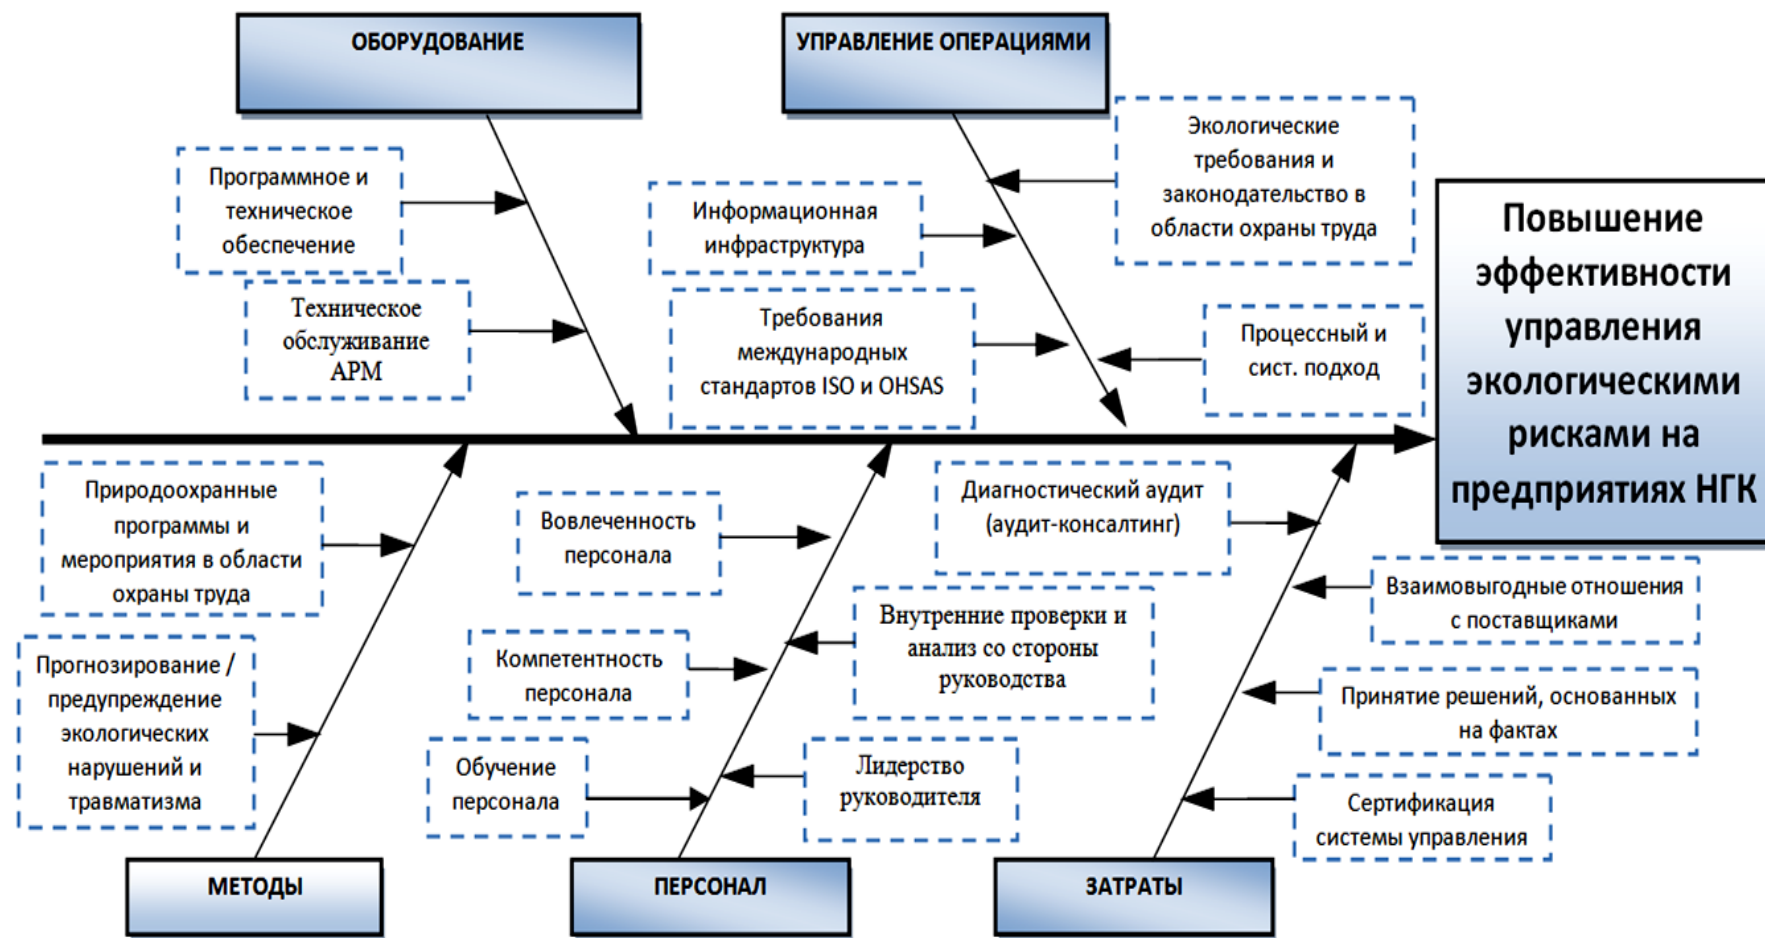 ОБОРУДОВАНИЕ
УПРАВЛЕНИЕ ОПЕРАЦИЯМИ
Программное и
техническое
обеспечение
Техническое
обслуживание
АРМ
Информационная
инфраструктура
Требования
международных
стандартов ISO и OHSAS
Экологические
требования и
законодательство в
области охраны труда
Процессный и
сист. подход
Повышение
эффективности
управления
экологическими
рисками на
предприятиях НГК
Природоохранные
программы и
мероприятия в области
охраны труда
Прогнозирование /
предупреждение
экологических
нарушений и
травматизма
Вовлеченность
персонала
Компетентность
персонала
Обучение
персонала
Внутренние проверки и
анализ со стороны
руководства
Лидерство
руководителя
Диагностический аудит
(аудит-консалтинг)
Взаимовыгодные отношения
с поставщиками
Принятие решений, основанных
на фактах
Сертификация
системы управления
МЕТОДЫ
ПЕРСОНАЛ
ЗАТРАТЫ